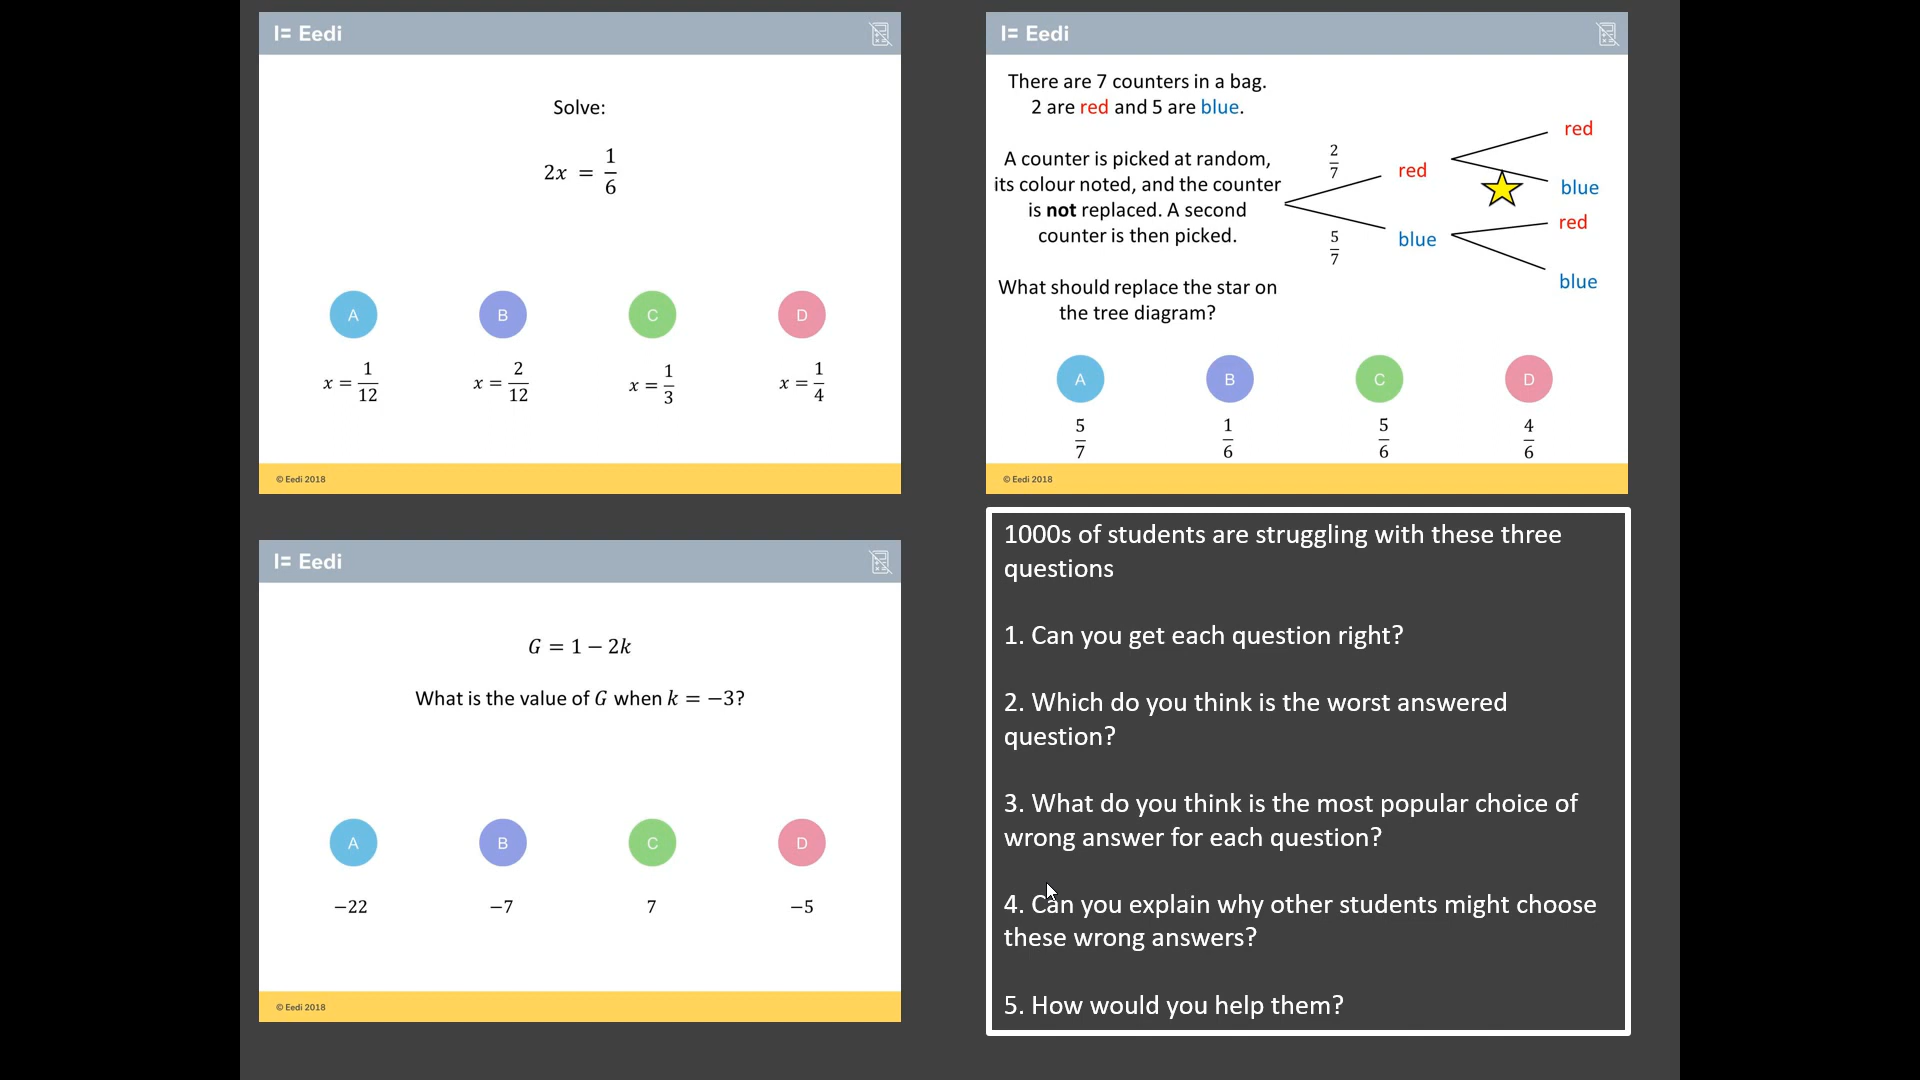 Eedi
Solve:
2x = 1/6
A
B
C
D
x = 1/12
x = 2/12
x = 1/3
x = 1/4
© Eedi 2018
Eedi
There are 7 counters in a bag.
2 are red and 5 are blue.
A counter is picked at random,
its colour noted, and the counter
is not replaced. A second
counter is then picked.
What should replace the star on
the tree diagram?
2/7
red
5/7
blue
red
blue
red
blue
A
B
C
D
5/7
1/6
5/6
4/6
© Eedi 2018
Eedi
G = 1 − 2k
What is the value of G when k = −3?
A
B
C
D
−22
−7
7
−5
© Eedi 2018
1000s of students are struggling with these three
questions
1. Can you get each question right?
2. Which do you think is the worst answered
question?
3. What do you think is the most popular choice of
wrong answer for each question?
4. Can you explain why other students might choose
these wrong answers?
5. How would you help them?